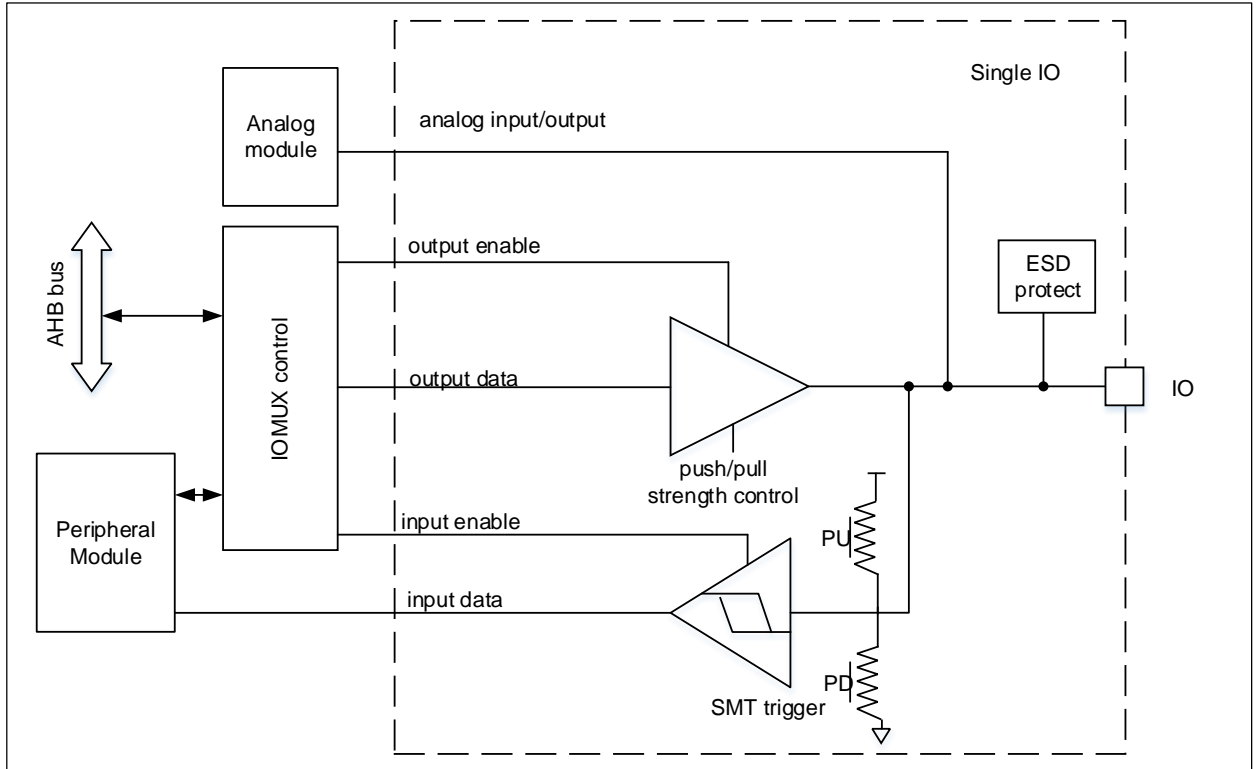 Single IO
Analog
module
analog input/output
AHB bus
IOMUX control
output enable
ESD
protect
output data
IO
push/pull
strength control
Peripheral
Module
input enable
PU
input data
PD
SMT trigger